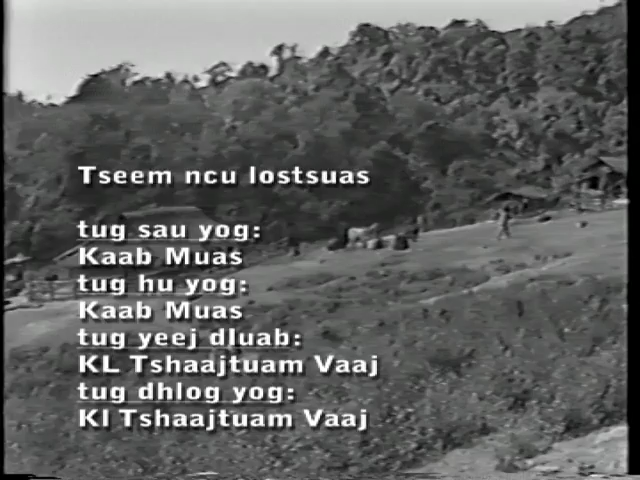 Tseem ncu lostsuas
tug sau yog:
Kaab Muas
tug hu yog:
Kaab Muas
tug yeej dluab:
KL Tshaajtuam Vaaj
tug dhlog yog:
Kl Tshaajtuam Vaaj